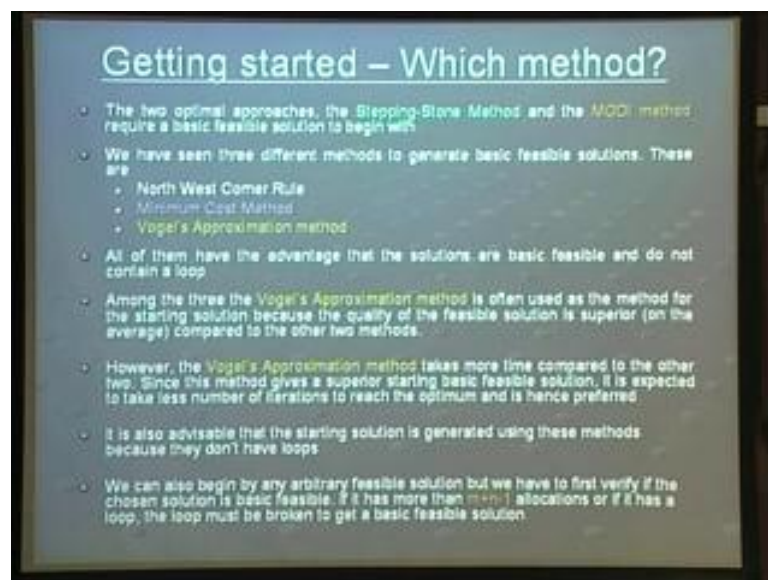 Getting started – Which method?
The two optimal approaches, the Stepping-Stone Method and the MODI method
require a basic feasible solution to begin with
We have seen three different methods to generate basic feasible solutions. These
are
North West Corner Rule
Minimum Cost Method
Vogel's Approximation method
All of them have the advantage that the solutions are basic feasible and do not
contain a loop
Among the three the Vogel's Approximation method is often used as the method for
the starting solution because the quality of the feasible solution is superior (on the
average) compared to the other two methods.
However, the Vogel's Approximation method takes more time compared to the other
two. Since this method gives a superior starting basic feasible solution, it is expected
to take less number of iterations to reach the optimum and is hence preferred
It is also advisable that the starting solution is generated using these methods
because they don't have loops
We can also begin by any arbitrary feasible solution but we have to first verify if the
chosen solution is basic feasible. If it has more than m+n-1 allocations or if it has a
loop, the loop must be broken to get a basic feasible solution